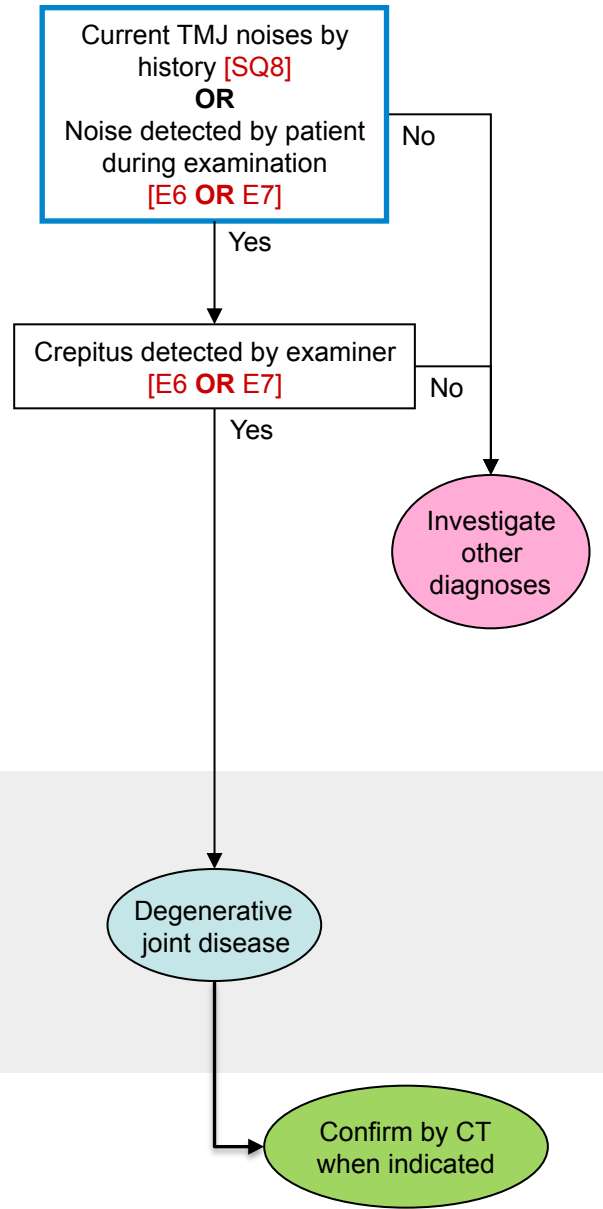 Current TMJ noises by
history [SQ8]
OR
Noise detected by patient
during examination
[E6 OR E7]
No
Yes
Crepitus detected by examiner
[E6 OR E7]
No
Yes
Investigate
other
diagnoses
Degenerative
joint disease
Confirm by CT
when indicated